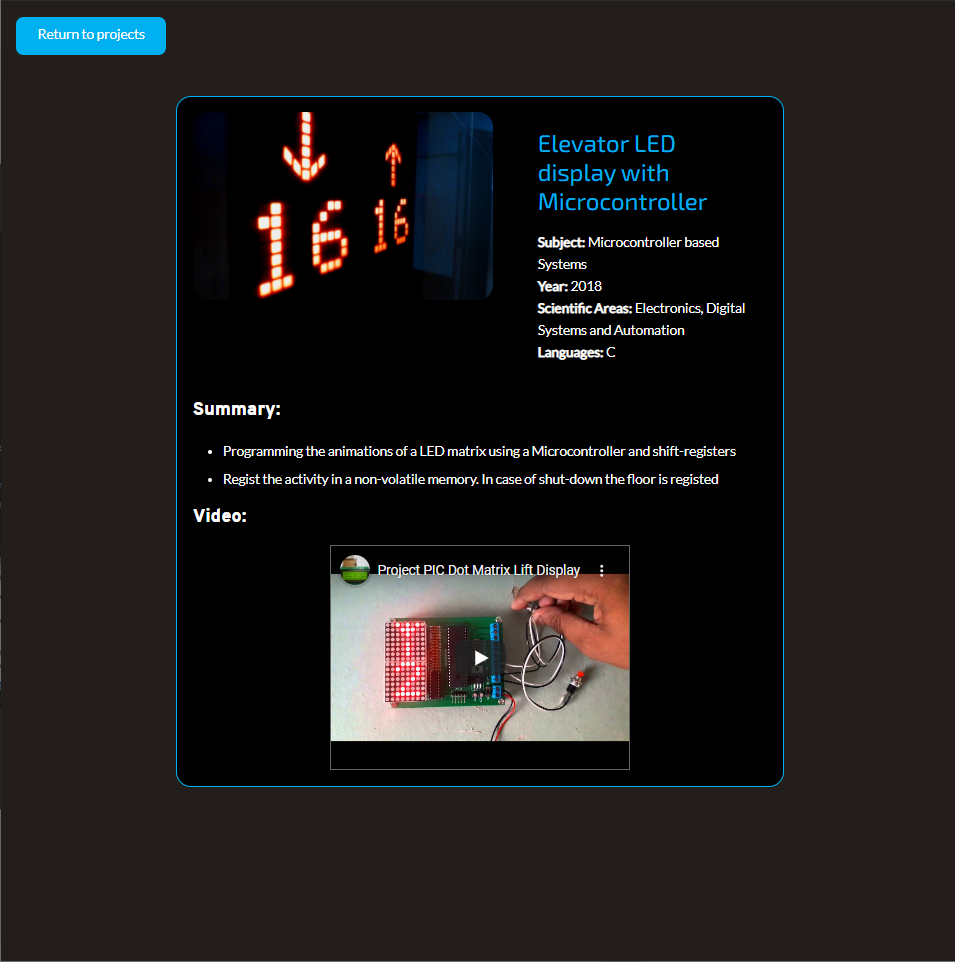 Return to projects
16
16
Elevator LED
display with
Microcontroller
Subject: Microcontroller based
Systems
Year: 2018
Scientific Areas: Electronics, Digital
Systems and Automation
Languages: C
Summary:
Programming the animations of a LED matrix using a Microcontroller and shift-registers
Regist the activity in a non-volatile memory. In case of shut-down the floor is registed
Video:
Project PIC Dot Matrix Lift Display